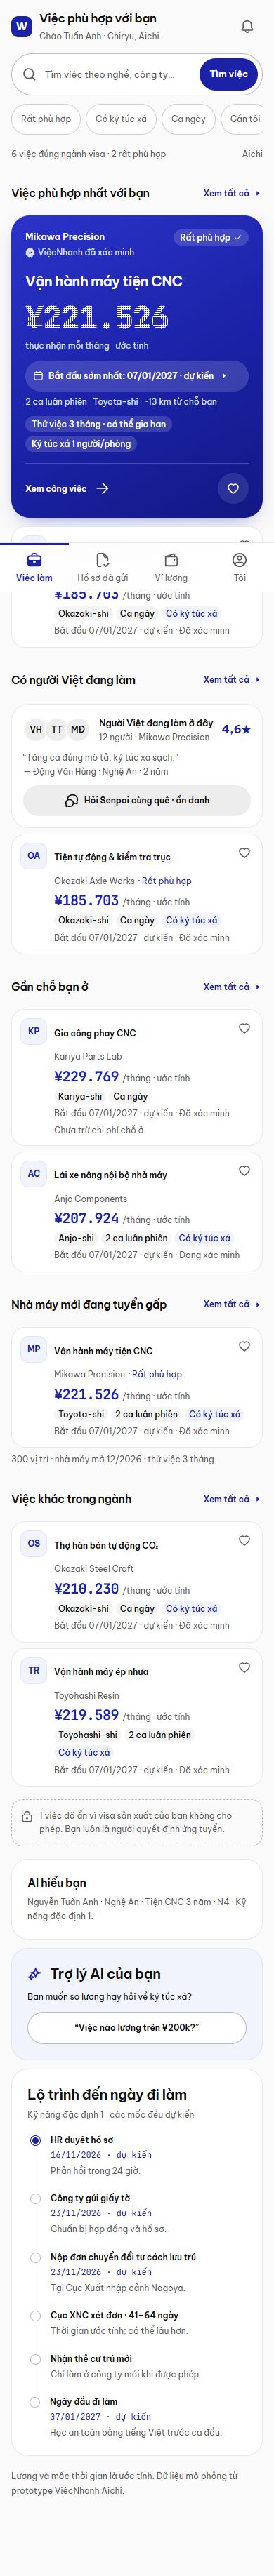 W
Việc phù hợp với bạn
Chào Tuấn Anh · Chiryu, Aichi
Tìm việc theo nghề, công ty...
Tìm việc
Rất phù hợp
Có ký túc xá
Ca ngày
Gần tôi
6 việc đúng ngành visa · 2 rất phù hợp
Aichi
Việc phù hợp nhất với bạn
Xem tất cả
Mikawa Precision
Rất phù hợp
ViệcNhanh đã xác minh
Vận hành máy tiện CNC
¥221.526
thực nhận mỗi tháng · ước tính
Bắt đầu sớm nhất: 07/01/2027 · dự kiến
2 ca luân phiên · Toyota-shi · ~13 km từ chỗ bạn
Thử việc 3 tháng · có thể gia hạn
Ký túc xá 1 người/phòng
Xem công việc
Việc làm
Hồ sơ đã gửi
Ví lương
Tôi
¥185.703 /tháng · ước tính
Okazaki-shi
Ca ngày
Có ký túc xá
Bắt đầu 07/01/2027 · dự kiến · Đã xác minh
Có người Việt đang làm
Xem tất cả
VH
TT
MĐ
Người Việt đang làm ở đây
12 người · Mikawa Precision
4,6★
“Tăng ca đúng mô tả, ký túc xá sạch.”
— Đặng Văn Hùng · Nghệ An · 2 năm
Hỏi Senpai cùng quê · ẩn danh
OA
Tiện tự động & kiểm tra trục
Okazaki Axle Works · Rất phù hợp
¥185.703 /tháng · ước tính
Okazaki-shi
Ca ngày
Có ký túc xá
Bắt đầu 07/01/2027 · dự kiến · Đã xác minh
Gần chỗ bạn ở
Xem tất cả
KP
Gia công phay CNC
Kariya Parts Lab
¥229.769 /tháng · ước tính
Kariya-shi
Ca ngày
Bắt đầu 07/01/2027 · dự kiến · Đã xác minh
Chưa trừ chi phí chỗ ở
AC
Lái xe nâng nội bộ nhà máy
Anjo Components
¥207.924 /tháng · ước tính
Anjo-shi
2 ca luân phiên
Có ký túc xá
Bắt đầu 07/01/2027 · dự kiến · Đang xác minh
Nhà máy mới đang tuyển gấp
Xem tất cả
MP
Vận hành máy tiện CNC
Mikawa Precision · Rất phù hợp
¥221.526 /tháng · ước tính
Toyota-shi
2 ca luân phiên
Có ký túc xá
Bắt đầu 07/01/2027 · dự kiến · Đã xác minh
300 vị trí · nhà máy mở 12/2026 · thử việc 3 tháng.
Việc khác trong ngành
Xem tất cả
OS
Thợ hàn bán tự động CO₂
Okazaki Steel Craft
¥210.230 /tháng · ước tính
Okazaki-shi
Ca ngày
Có ký túc xá
Bắt đầu 07/01/2027 · dự kiến · Đã xác minh
TR
Vận hành máy ép nhựa
Toyohashi Resin
¥219.589 /tháng · ước tính
Toyohashi-shi
2 ca luân phiên
Có ký túc xá
Bắt đầu 07/01/2027 · dự kiến · Đã xác minh
1 việc đã ẩn vì visa sản xuất của bạn không cho
phép. Bạn luôn là người quyết định ứng tuyển.
AI hiểu bạn
Nguyễn Tuấn Anh · Nghệ An · Tiện CNC 3 năm · N4 · Kỹ
năng đặc định 1.
Trợ lý AI của bạn
Bạn muốn so lương hay hỏi về ký túc xá?
“Việc nào lương trên ¥200k?”
Lộ trình đến ngày đi làm
Kỹ năng đặc định 1 · các mốc đều dự kiến
HR duyệt hồ sơ
16/11/2026 · dự kiến
Phản hồi trong 24 giờ.
Công ty gửi giấy tờ
23/11/2026 · dự kiến
Chuẩn bị hợp đồng và hồ sơ.
Nộp đơn chuyển đổi tư cách lưu trú
23/11/2026 · dự kiến
Tại Cục Xuất nhập cảnh Nagoya.
Cục XNC xét đơn · 41–64 ngày
Thời gian ước tính; có thể lâu hơn.
Nhận thẻ cư trú mới
Chỉ làm ở công ty mới khi được phép.
Ngày đầu đi làm
07/01/2027 · dự kiến
Học an toàn bằng tiếng Việt trước ca đầu.
Lương và mốc thời gian là ước tính. Dữ liệu mô phỏng từ
prototype ViệcNhanh Aichi.